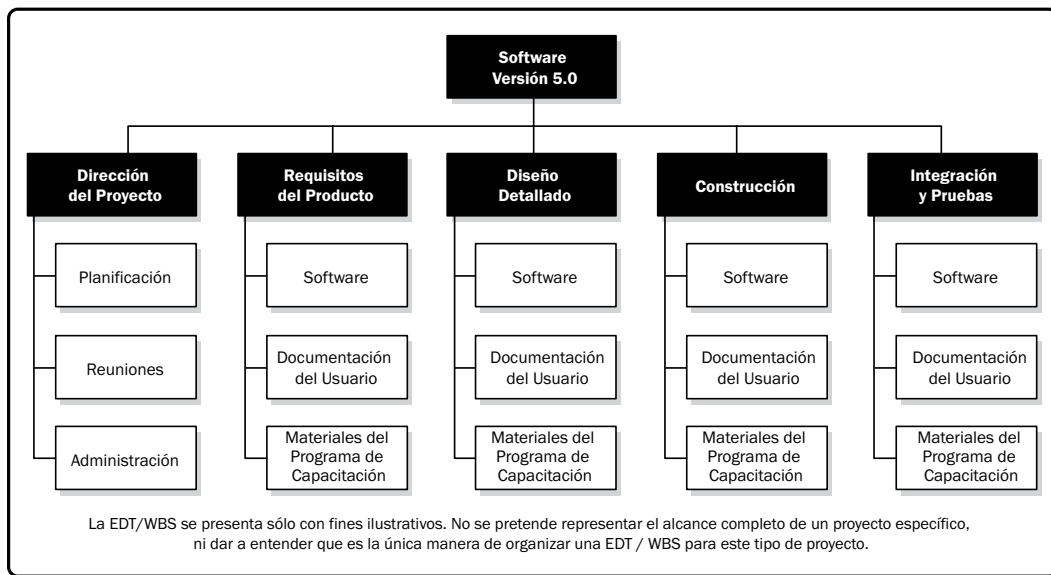 Software
Versión 5.0
Dirección
del Proyecto
Requisitos
del Producto
Diseño
Detallado
Construcción
Integración
y Pruebas
Planificación
Software
Software
Software
Software
Reuniones
Documentación
del Usuario
Documentación
del Usuario
Documentación
del Usuario
Documentación
del Usuario
Administración
Materiales del
Programa de
Capacitación
Materiales del
Programa de
Capacitación
Materiales del
Programa de
Capacitación
Materiales del
Programa de
Capacitación
La EDT/WBS se presenta sólo con fines ilustrativos. No se pretende representar el alcance completo de un proyecto específico,
ni dar a entender que es la única manera de organizar una EDT / WBS para este tipo de proyecto.